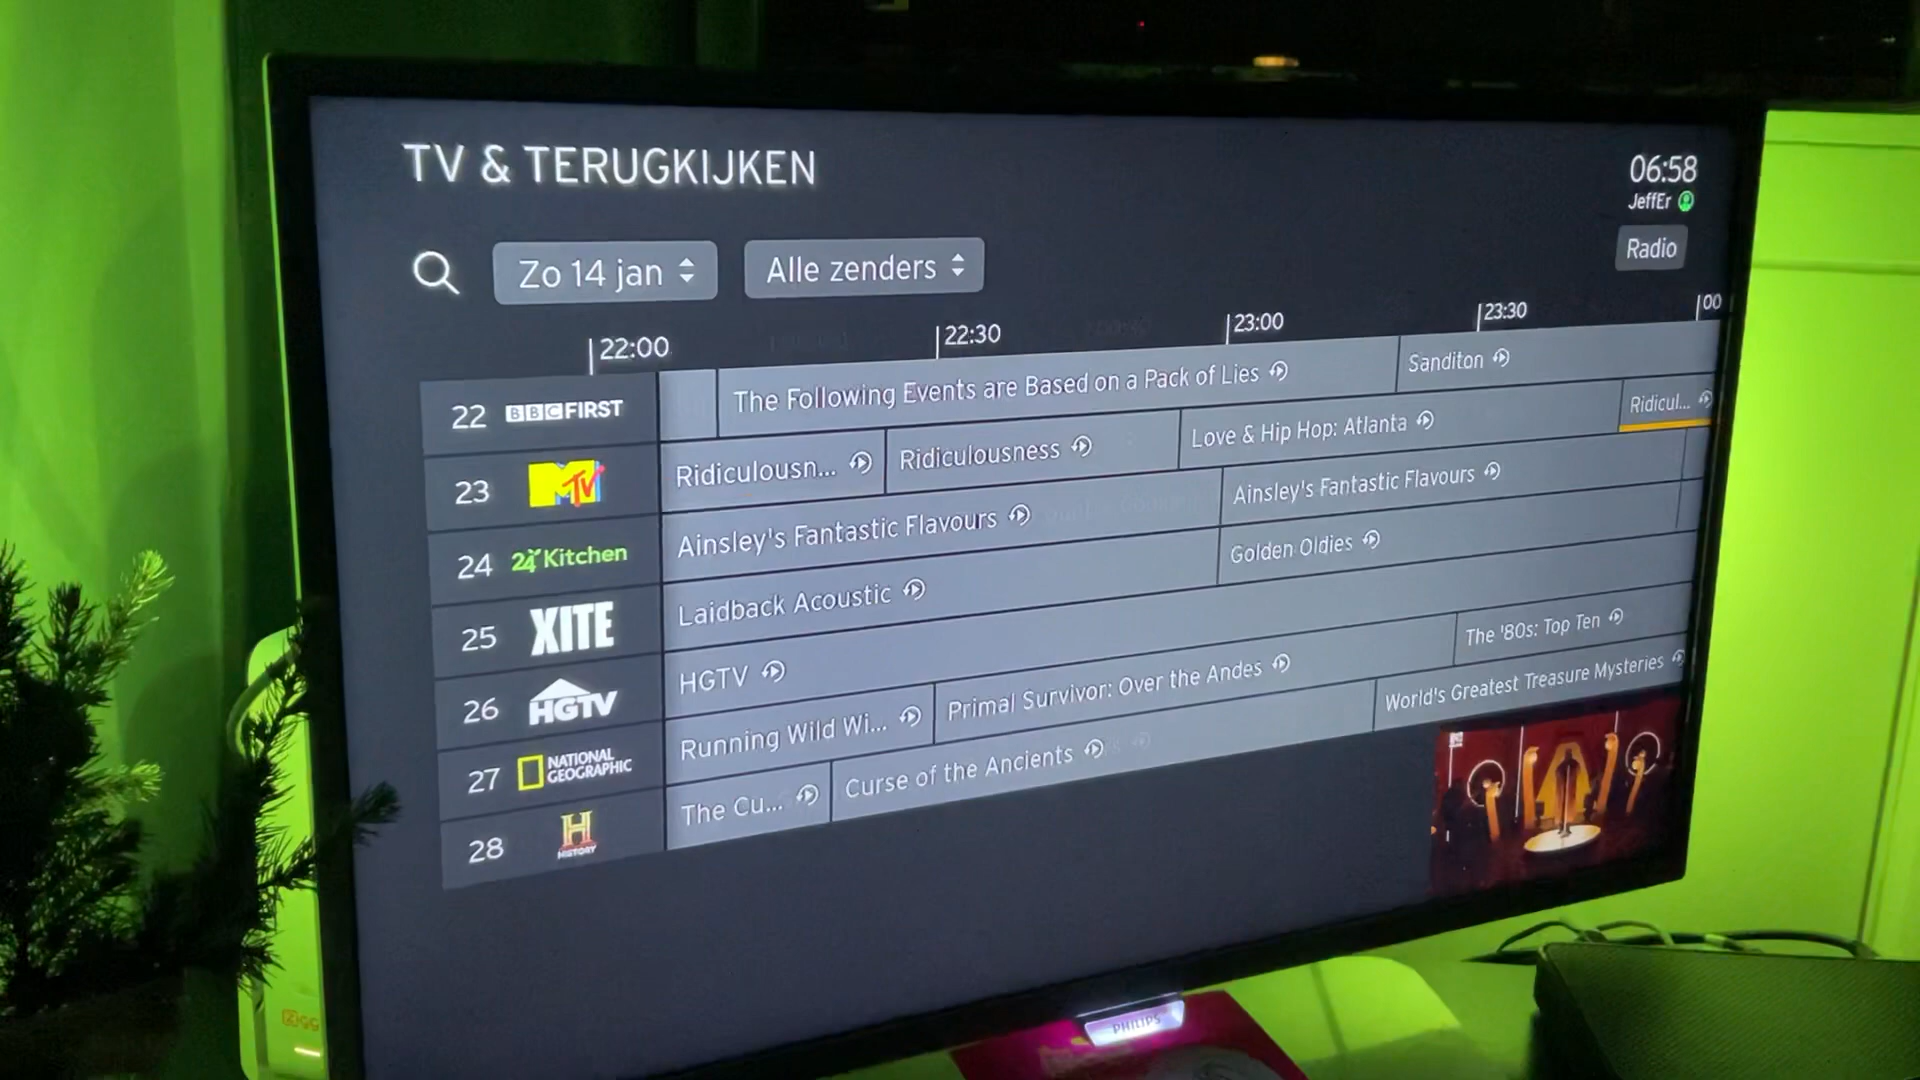 TV & TERUGKIJKEN
06:58
JeffEr
Zo 14 jan
Alle zenders
Radio
22:00
22:30
23:00
23:30
00
22 BBC FIRST
The Following Events are Based on a Pack of Lies
Sanditon
23 MTV
Ridiculousn...
Ridiculousness
Love & Hip Hop: Atlanta
Ridicul...
24 24 Kitchen
Ainsley's Fantastic Flavours
Ainsley's Fantastic Flavours
25 XITE
Laidback Acoustic
Golden Oldies
26 HGTV
HGTV
27 NATIONAL GEOGRAPHIC
Running Wild Wi...
Primal Survivor: Over the Andes
The '80s: Top Ten
28 H HISTORY
The Cu...
Curse of the Ancients
World's Greatest Treasure Mysteries
PHILIPS